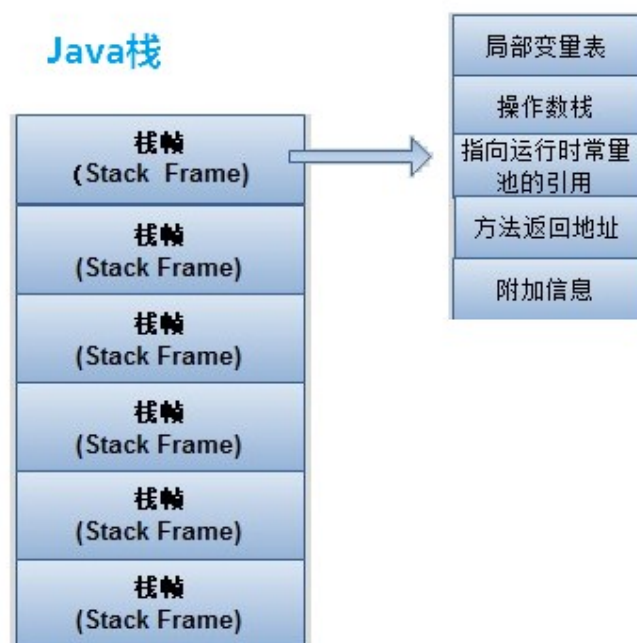 Java栈
栈帧
(Stack Frame)
栈帧
(Stack Frame)
栈帧
(Stack Frame)
栈帧
(Stack Frame)
栈帧
(Stack Frame)
栈帧
(Stack Frame)
局部变量表
操作数栈
指向运行时常量
池的引用
方法返回地址
附加信息